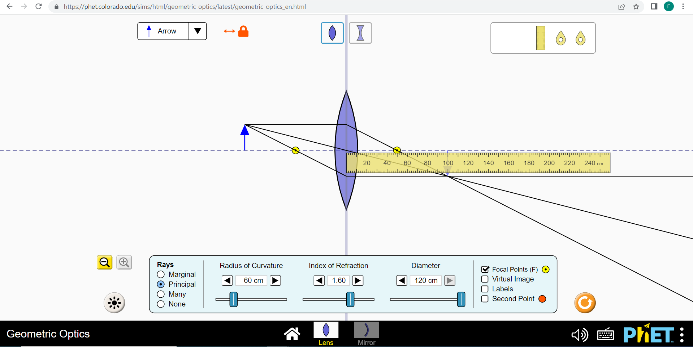 https://phet.colorado.edu/sims/html/geometric-optics/latest/geometric-optics_en.html
Arrow
20 40 60 80 100 120 140 160 180 200 220 240 cm
Rays
Marginal
Principal
Many
None
Radius of Curvature
60 cm
Index of Refraction
1.60
Diameter
120 cm
Focal Points (F)
Virtual Image
Labels
Second Point
Geometric Optics
Lens
Mirror
PhET